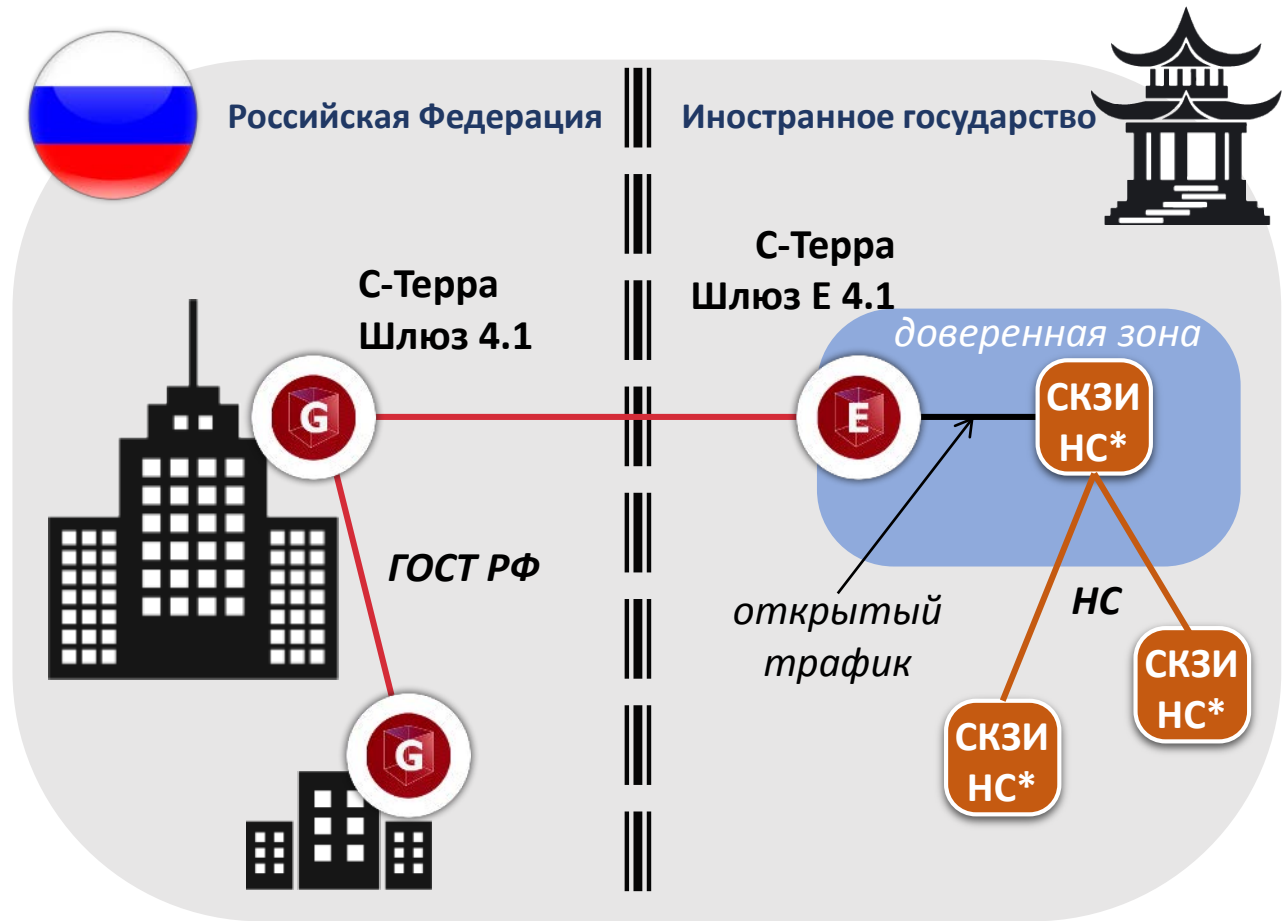 Российская Федерация
Иностранное государство
С-Терра
Шлюз 4.1
С-Терра
Шлюз Е 4.1
доверенная зона
G
E
СКЗИ
НС*
ГОСТ РФ
открытый
трафик
НС
СКЗИ
НС*
СКЗИ
НС*
G